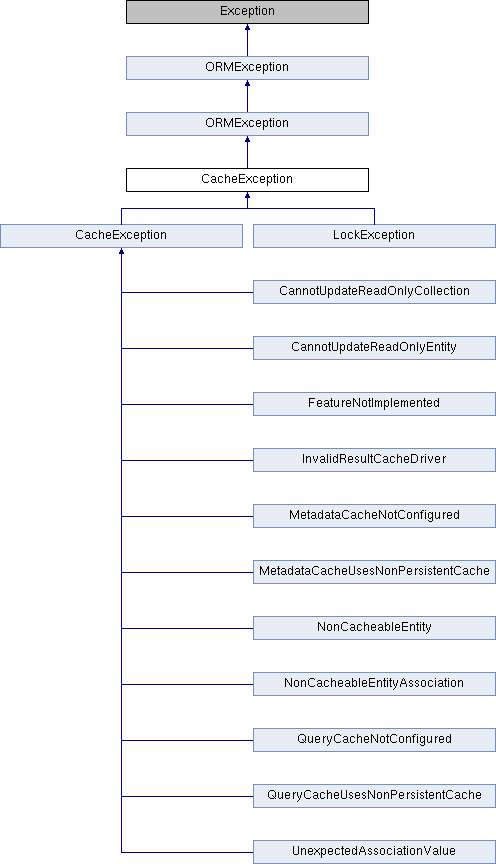 Exception
ORMException
ORMException
CacheException
CacheException
LockException
CannotUpdateReadOnlyCollection
CannotUpdateReadOnlyEntity
FeatureNotImplemented
InvalidResultCacheDriver
MetadataCacheNotConfigured
MetadataCacheUsesNonPersistentCache
NonCacheableEntity
NonCacheableEntityAssociation
QueryCacheNotConfigured
QueryCacheUsesNonPersistentCache
UnexpectedAssociationValue